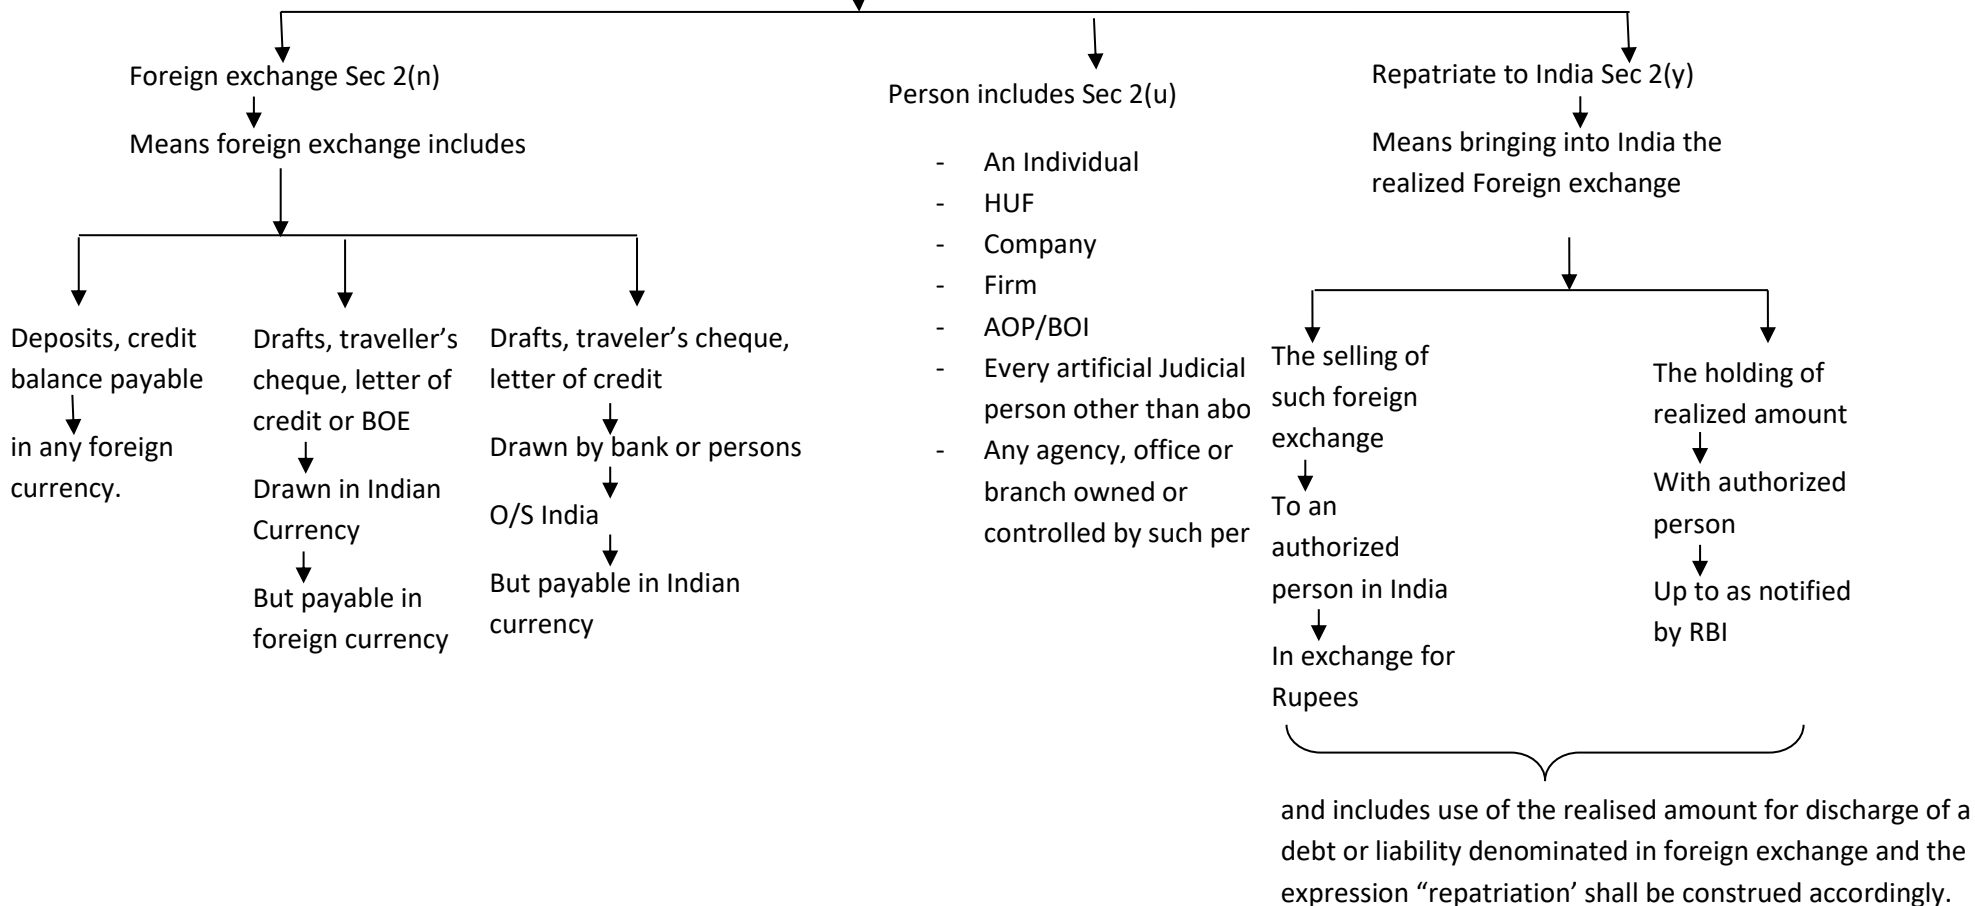 Foreign exchange Sec 2(n)
Means foreign exchange includes
Deposits, credit
balance payable
in any foreign
currency.
Drafts, traveller's
cheque, letter of
credit or BOE
Drawn in Indian
Currency
But payable in
foreign currency
Drafts, traveler’s cheque,
letter of credit
Drawn by bank or persons
O/S India
But payable in Indian
currency
Person includes Sec 2(u)
- An Individual
- HUF
- Company
- Firm
- AOP/BOI
- Every artificial Judicial
person other than abo
- Any agency, office or
branch owned or
controlled by such per
Repatriate to India Sec 2(y)
Means bringing into India the
realized Foreign exchange
The selling of
such foreign
exchange
To an
authorized
person in India
In exchange for
Rupees
The holding of
realized amount
With authorized
person
Up to as notified
by RBI
and includes use of the realised amount for discharge of a
debt or liability denominated in foreign exchange and the
expression “repatriation’ shall be construed accordingly.